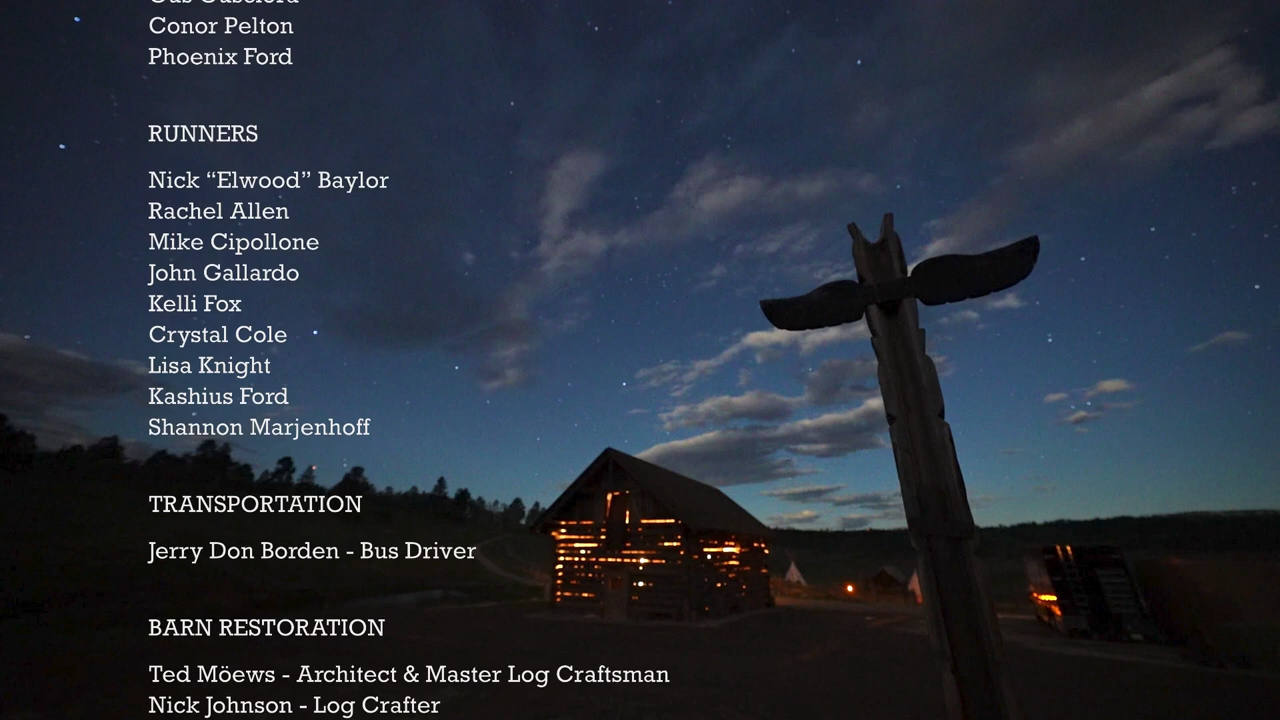 Conor Pelton
Phoenix Ford
RUNNERS
Nick “Elwood” Baylor
Rachel Allen
Mike Cipollone
John Gallardo
Kelli Fox
Crystal Cole
Lisa Knight
Kashius Ford
Shannon Marjenhoff
TRANSPORTATION
Jerry Don Borden - Bus Driver
BARN RESTORATION
Ted Möews - Architect & Master Log Craftsman
Nick Johnson - Log Crafter